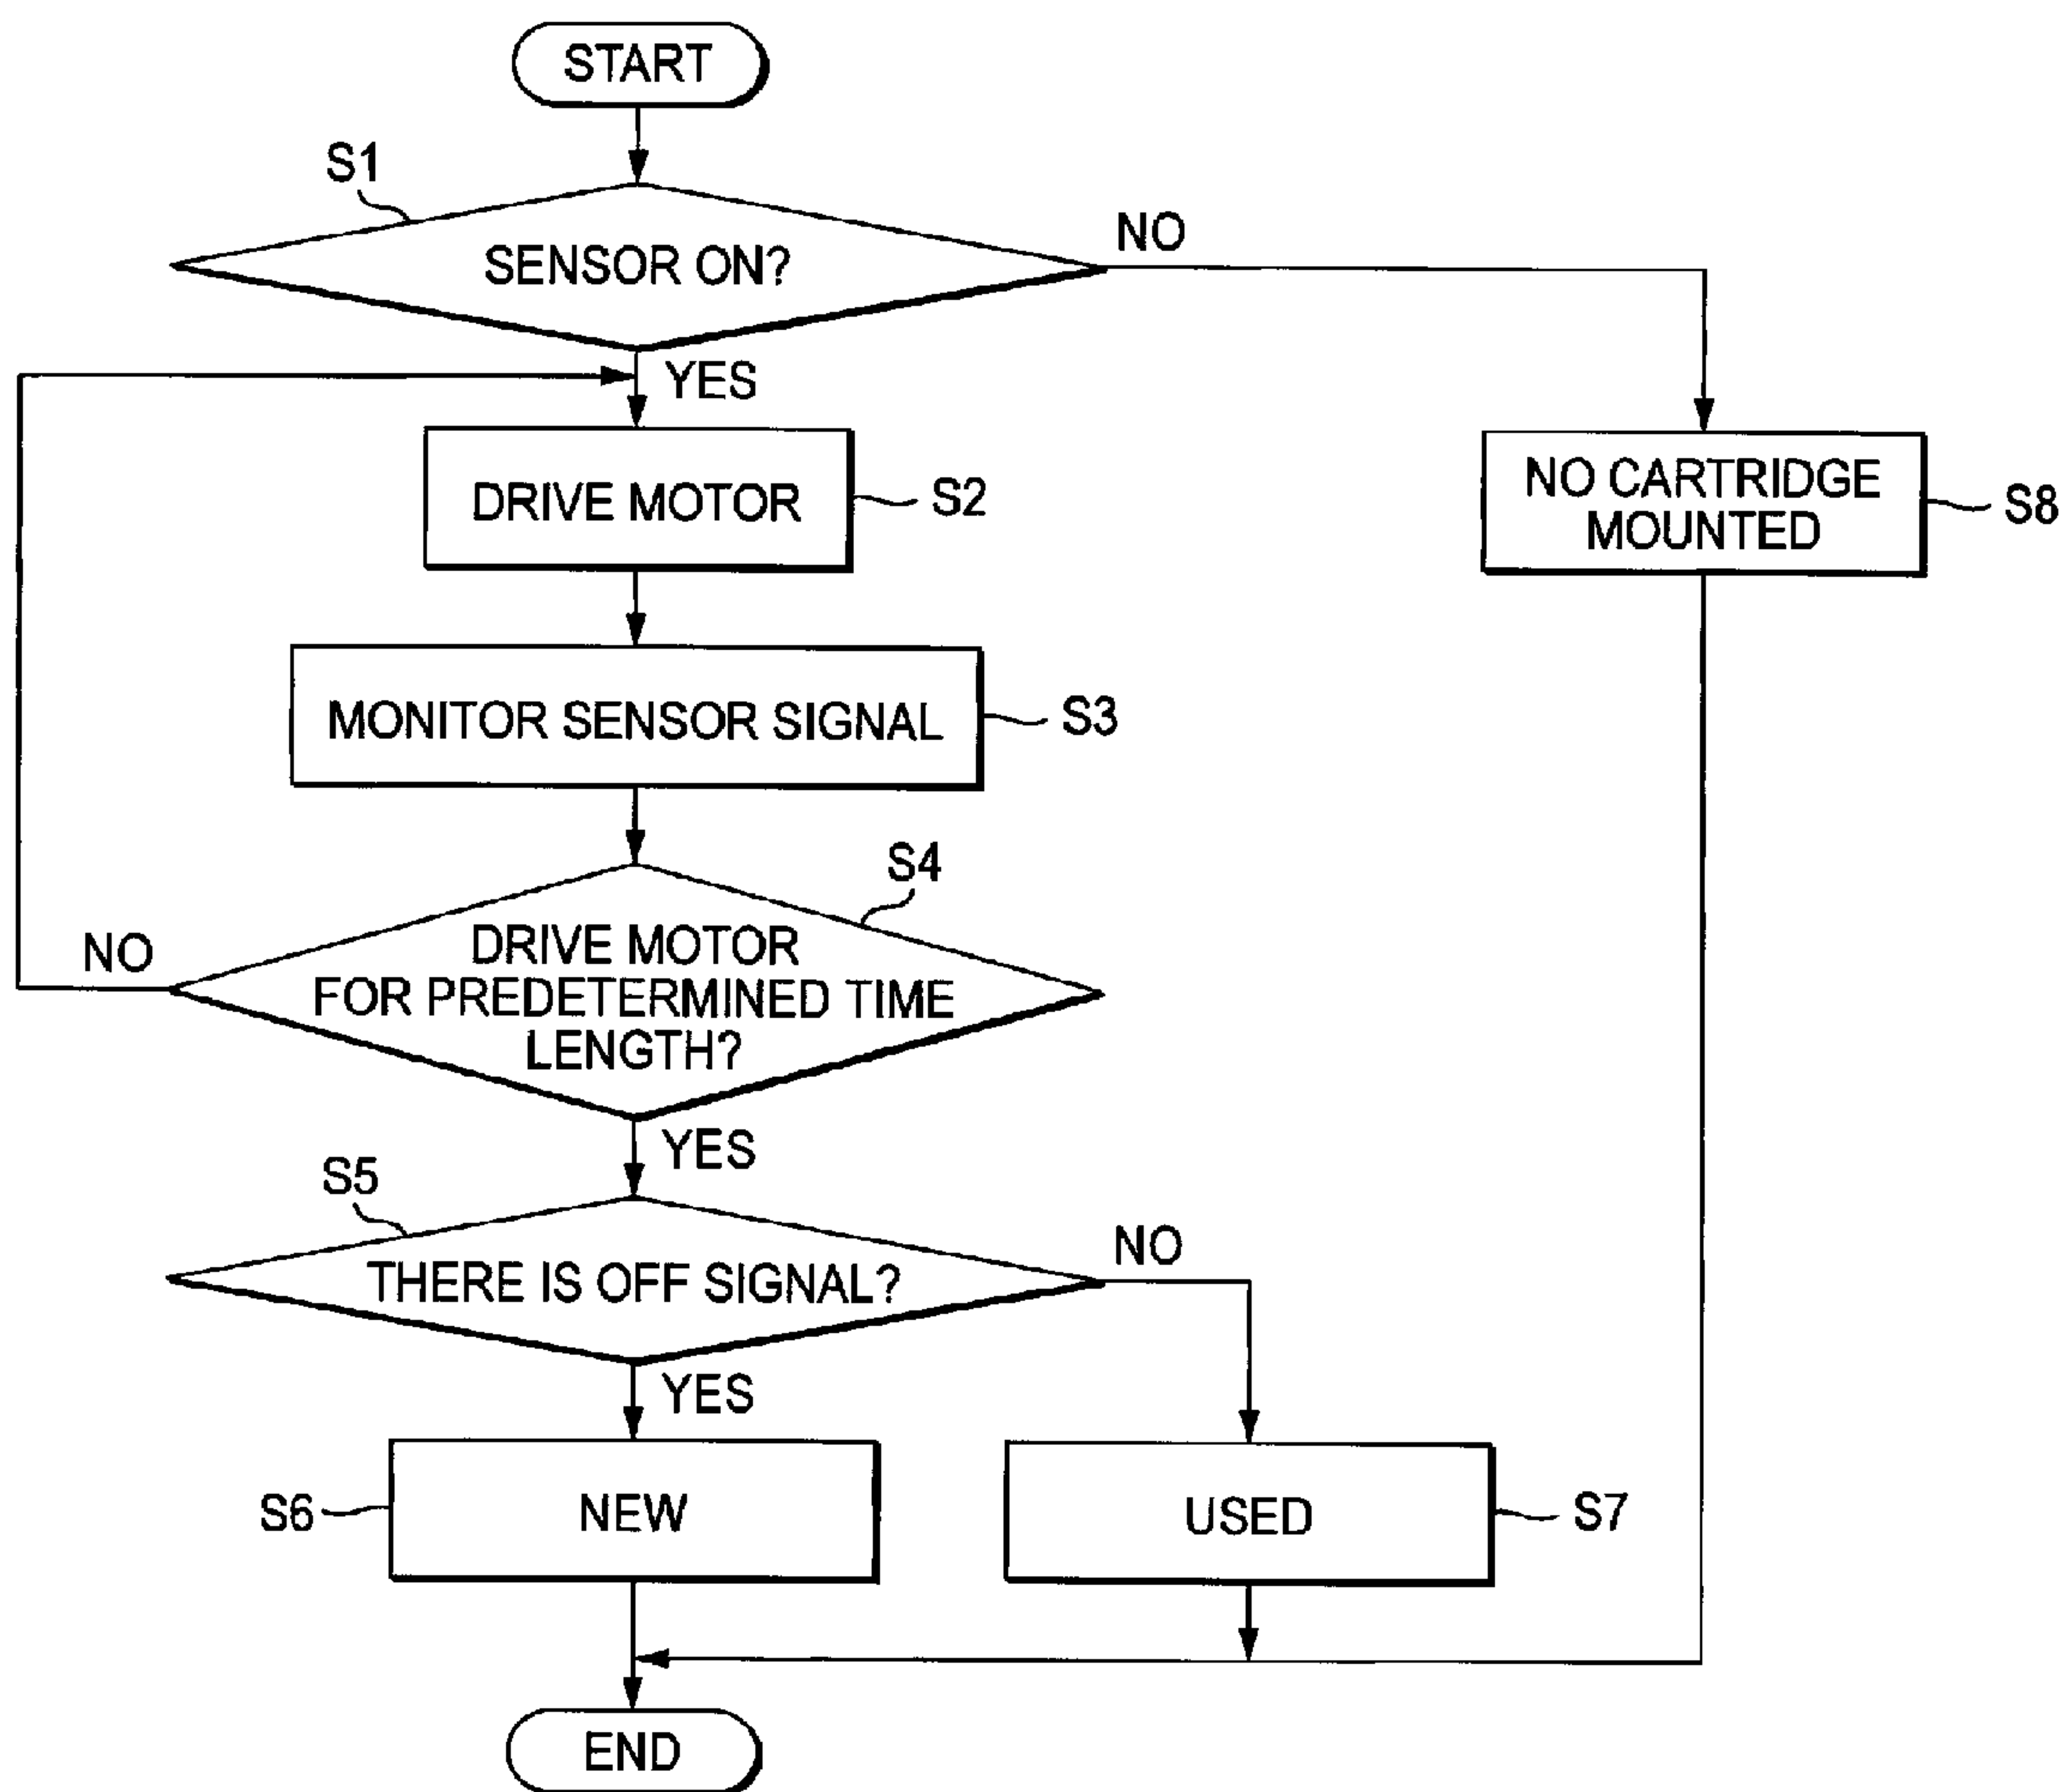 START
S1
SENSOR ON?
NO
YES
DRIVE MOTOR
S2
NO CARTRIDGE
MOUNTED
S8
MONITOR SENSOR SIGNAL
S3
S4
DRIVE MOTOR
FOR PREDETERMINED TIME
LENGTH?
NO
YES
S5
THERE IS OFF SIGNAL?
NO
YES
S6
NEW
USED
S7
END